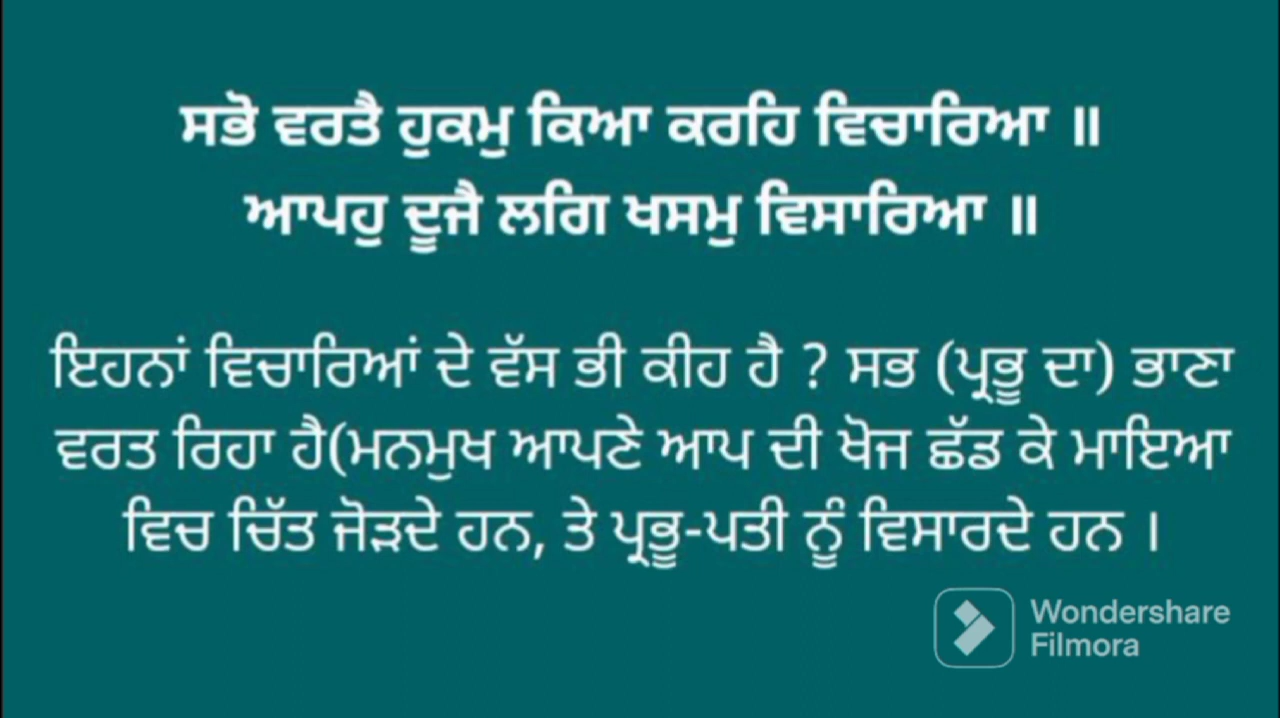 ਸਭੋ ਵਰਤੈ ਹੁਕਮੁ ਕਿਆ ਕਰਹਿ ਵਿਚਾਰਿਆ ॥
ਆਪਹੁ ਦੂਜੈ ਲਗਿ ਖਸਮੁ ਵਿਸਾਰਿਆ ॥
ਇਹਨਾਂ ਵਿਚਾਰਿਆਂ ਦੇ ਵੱਸ ਭੀ ਕੀਹ ਹੈ ? ਸਭ (ਪ੍ਰਭੂ ਦਾ) ਭਾਣਾ
ਵਰਤ ਰਿਹਾ ਹੈ(ਮਨਮੁਖ ਆਪਣੇ ਆਪ ਦੀ ਖੋਜ ਛੱਡ ਕੇ ਮਾਇਆ
ਵਿਚ ਚਿੱਤ ਜੋੜਦੇ ਹਨ, ਤੇ ਪ੍ਰਭੂ-ਪਤੀ ਨੂੰ ਵਿਸਾਰਦੇ ਹਨ ।
Wondershare
Filmora